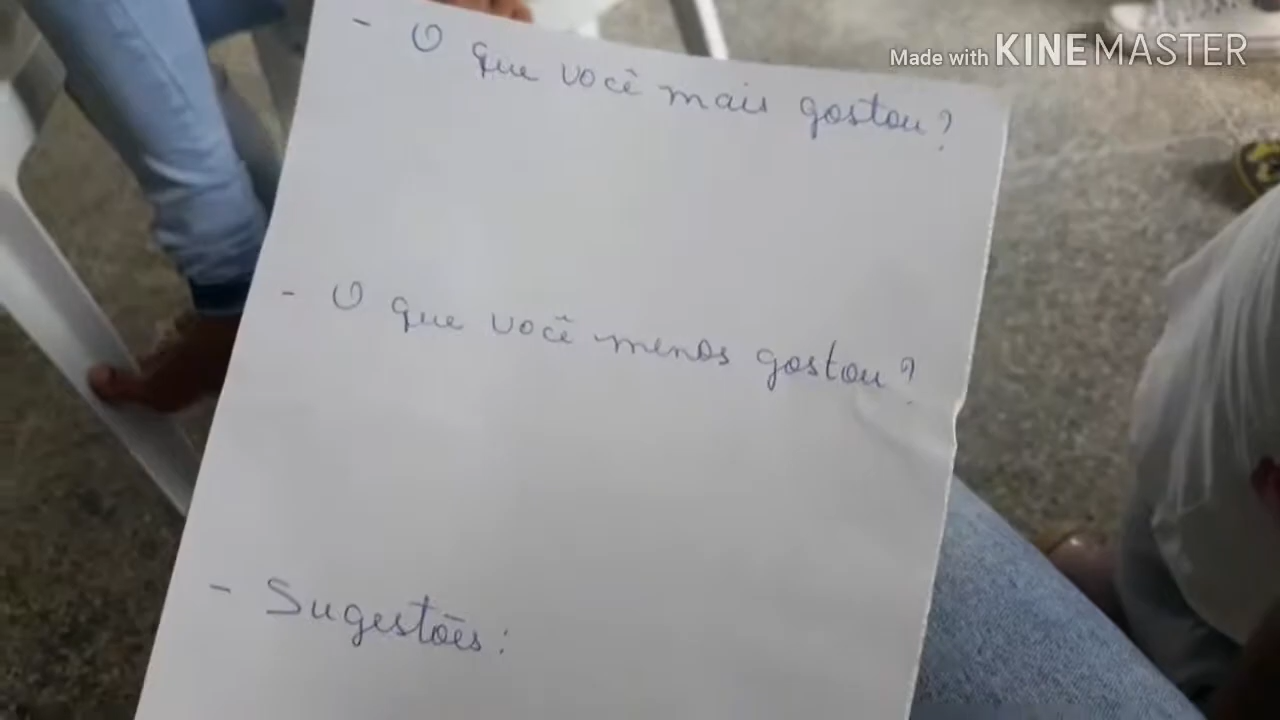 Made with KINEMASTER
- O que você mais gostou?
- O que você menos gostou?
- Sugestões: